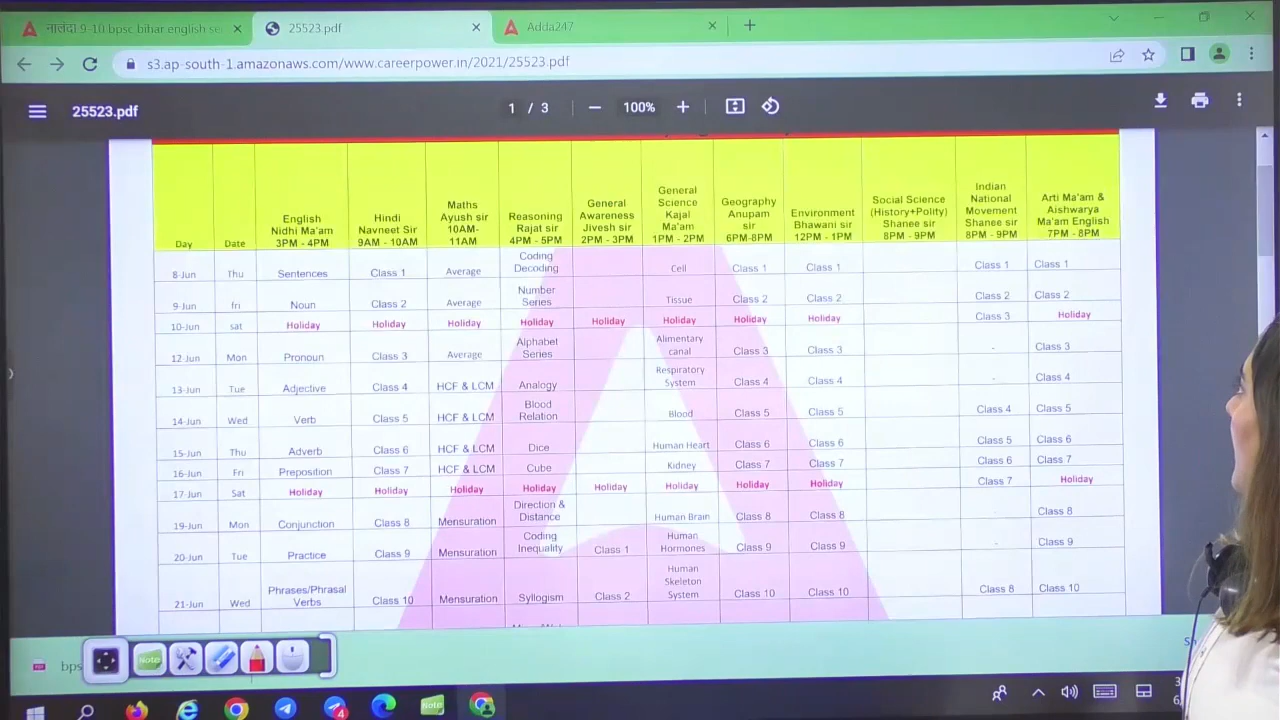 नालंदा 9-10 bpsc bihar english se
25523.pdf
Adda247
s3.ap-south-1.amazonaws.com/www.careerpower.in/2021/25523.pdf
25523.pdf
1 / 3
100%
Day
Date
English
Nidhi Ma'am
3PM - 4PM
Hindi
Navneet Sir
9AM - 10AM
Maths
Ayush sir
10AM-
11AM
Reasoning
Rajat sir
4PM - 5PM
General
Awareness
Jivesh sir
2PM - 3PM
General
Science
Kajal
Ma'am
1PM - 2PM
Geography
Anupam
sir
6PM-8PM
Environment
Bhawani sir
12PM - 1PM
Social Science
(History+Polity)
Shanee sir
8PM - 9PM
Indian
National
Movement
Shanee sir
8PM - 9PM
Arti Ma'am &
Aishwarya
Ma'am English
7PM - 8PM
8-Jun Thu Sentences Class 1 Average Coding Decoding Cell Class 1 Class 1 Class 1 Class 1
9-Jun fri Noun Class 2 Average Number Series Tissue Class 2 Class 2 Class 2 Class 2
10-Jun sat Holiday Holiday Holiday Holiday Holiday Holiday Holiday Holiday Class 3 Holiday
12-Jun Mon Pronoun Class 3 Average Alphabet Series Alimentary canal Class 3 Class 3 - Class 3
13-Jun Tue Adjective Class 4 HCF & LCM Analogy Respiratory System Class 4 Class 4 - Class 4
14-Jun Wed Verb Class 5 HCF & LCM Blood Relation Blood Class 5 Class 5 Class 4 Class 5
15-Jun Thu Adverb Class 6 HCF & LCM Dice Human Heart Class 6 Class 6 Class 5 Class 6
16-Jun Fri Preposition Class 7 HCF & LCM Cube Kidney Class 7 Class 7 Class 6 Class 7
17-Jun Sat Holiday Holiday Holiday Holiday Holiday Holiday Holiday Holiday Class 7 Holiday
19-Jun Mon Conjunction Class 8 Mensuration Direction & Distance Human Brain Class 8 Class 8 Class 8
20-Jun Tue Practice Class 9 Mensuration Coding Inequality Class 1 Human Hormones Class 9 Class 9 - Class 9
21-Jun Wed Phrases/Phrasal Verbs Class 10 Mensuration Syllogism Class 2 Human Skeleton System Class 10 Class 10 Class 8 Class 10
bps
Note
4
Note